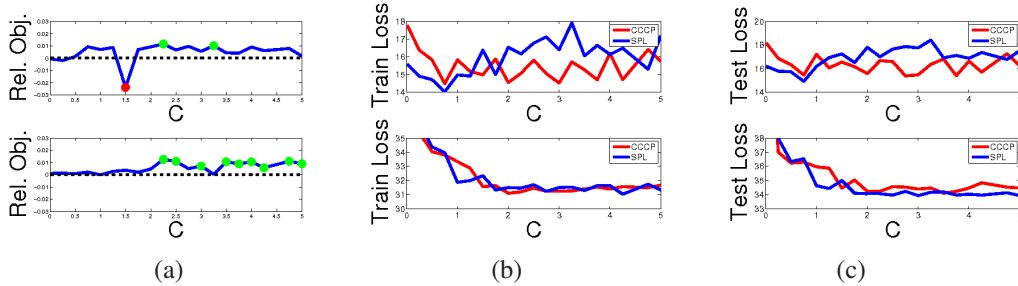 Rel. Obj.
0.03
0.02
0.01
0
-0.01
-0.02
-0.03
0 0.5 1 1.5 2 2.5 3 3.5 4 4.5 5
C
Train Loss
18
17
16
15
14
0 1 2 3 4 5
C
CCCP
SPL
Test Loss
20
18
16
14
0 1 2 3 4
C
CCCP
SPL
Rel. Obj.
0.03
0.02
0.01
0
-0.01
-0.02
-0.03
0 0.5 1 1.5 2 2.5 3 3.5 4 4.5 5
C
Train Loss
35
34
33
32
31
30
0 1 2 3 4 5
C
CCCP
SPL
Test Loss
38
37
36
35
34
33
0 1 2 3 4
C
CCCP
SPL
(a)
(b)
(c)